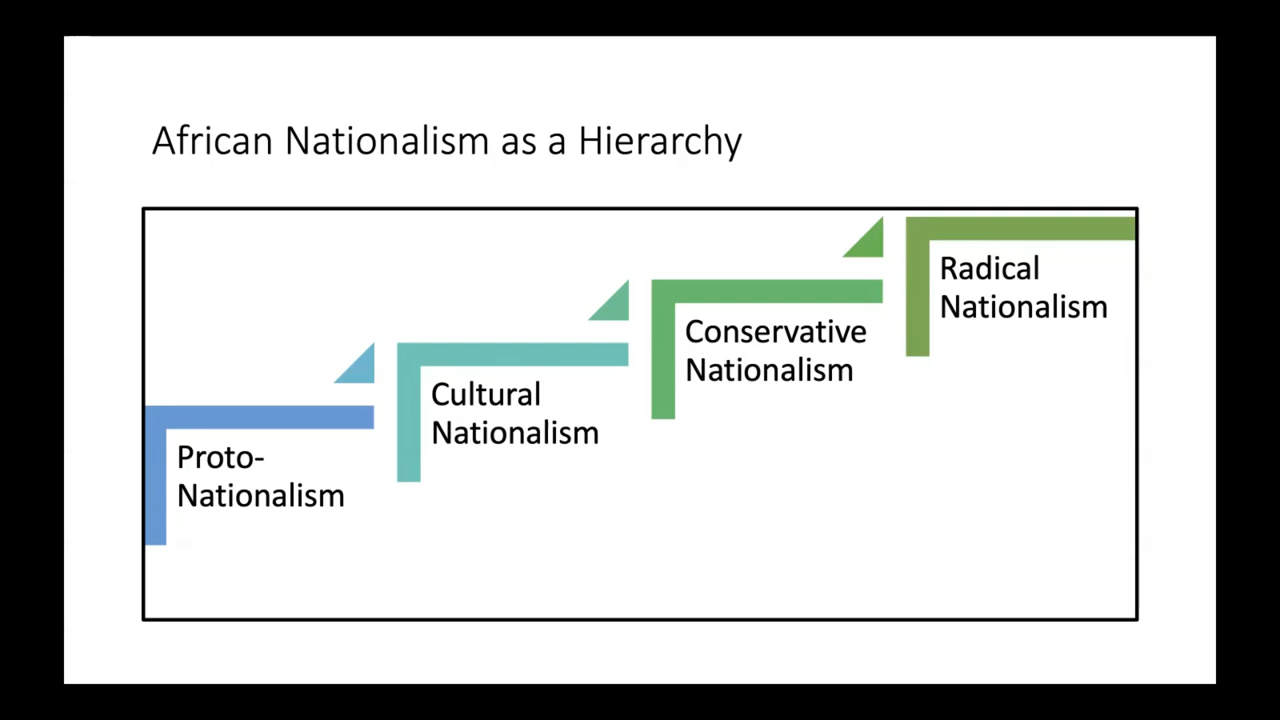 African Nationalism as a Hierarchy
Proto-
Nationalism
Cultural
Nationalism
Conservative
Nationalism
Radical
Nationalism